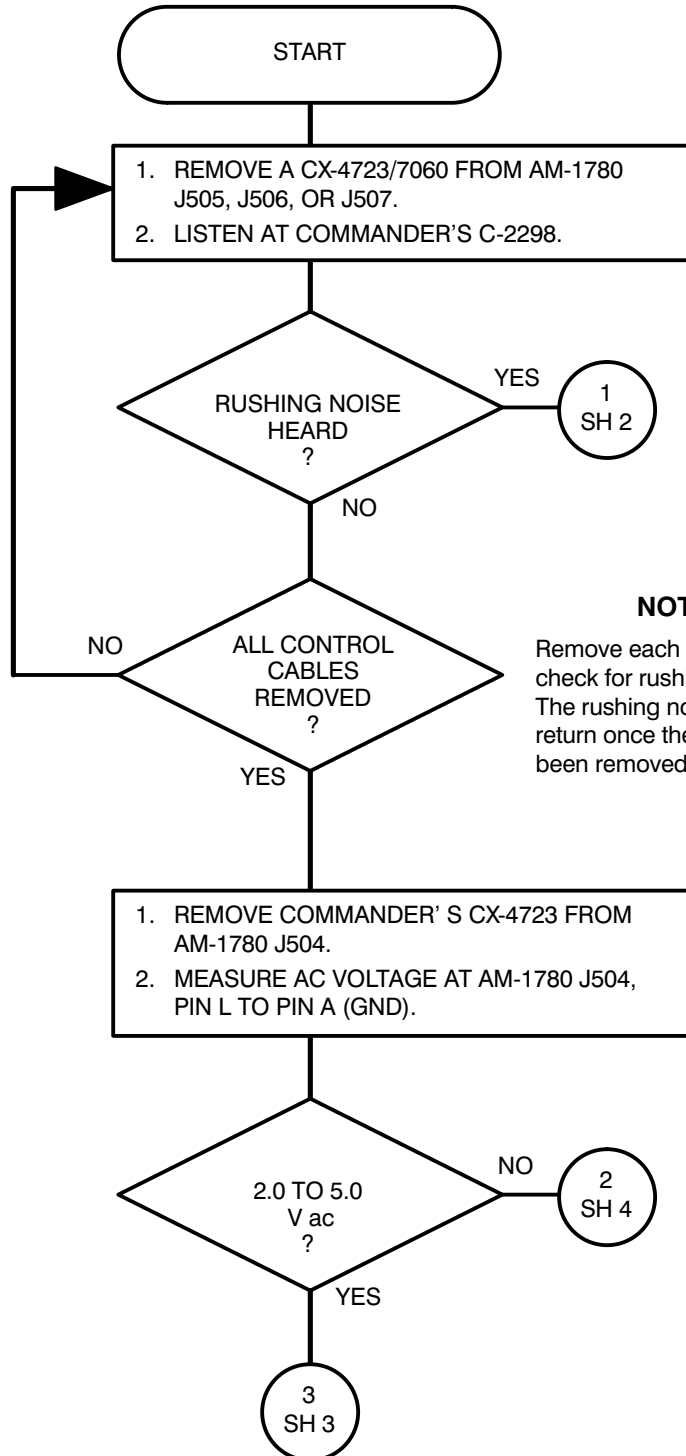 START
1. REMOVE A CX-4723/7060 FROM AM-1780
J505, J506, OR J507.
2. LISTEN AT COMMANDER'S C-2298.
RUSHING NOISE
HEARD
?
YES
1
SH 2
NO
ALL CONTROL
CABLES
REMOVED
?
NO
YES
NOT
Remove each
check for rush
The rushing no
return once the
been removed
1. REMOVE COMMANDER' S CX-4723 FROM
AM-1780 J504.
2. MEASURE AC VOLTAGE AT AM-1780 J504,
PIN L TO PIN A (GND).
2.0 TO 5.0
V ac
?
NO
2
SH 4
YES
3
SH 3